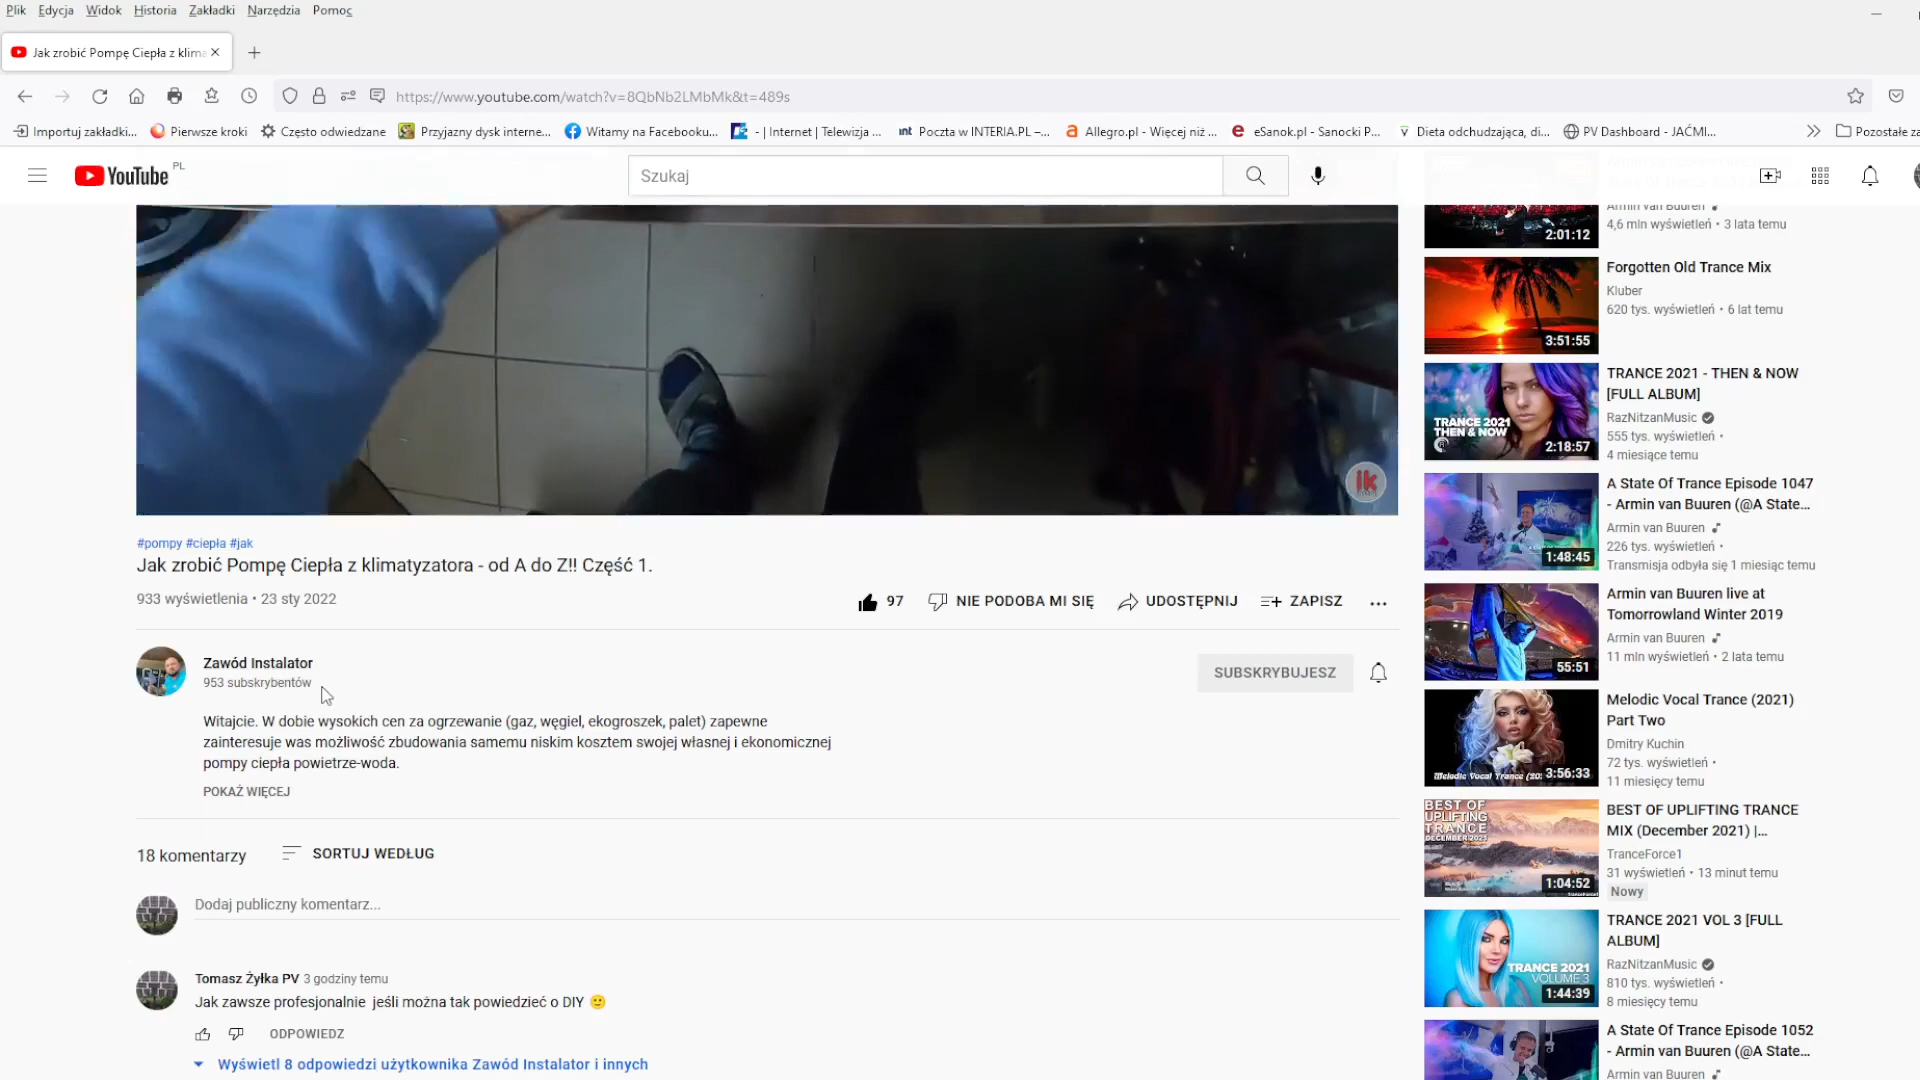 Plik Edycja Widok Historia Zakładki Narzędzia Pomoc
Jak zrobić Pompę Ciepła z klima
https://www.youtube.com/watch?v=8QbNb2LMbMk&t=489s
Importuj zakładki... Pierwsze kroki Często odwiedzane Przyjazny dysk interne... Witamy na Facebooku... - | Internet | Telewizja ... Poczta w INTERIA.PL –... Allegro.pl - Więcej niż ... eSanok.pl - Sanocki P... Dieta odchudzająca, di... PV Dashboard - JAĆMI... Pozostałe za
YouTube PL
Szukaj
ik
#pompy #ciepła #jak
Jak zrobić Pompę Ciepła z klimatyzatora - od A do Z!! Część 1.
933 wyświetlenia • 23 sty 2022
97 NIE PODOBA MI SIĘ UDOSTĘPNIJ ZAPISZ ...
Zawód Instalator
953 subskrybentów
SUBSKRYBUJESZ
Witajcie. W dobie wysokich cen za ogrzewanie (gaz, węgiel, ekogroszek, palet) zapewne
zainteresuje was możliwość zbudowania samemu niskim kosztem swojej własnej i ekonomicznej
pompy ciepła powietrze-woda.
POKAŻ WIĘCEJ
18 komentarzy SORTUJ WEDŁUG
Dodaj publiczny komentarz...
Tomasz Żyłka PV 3 godziny temu
Jak zawsze profesjonalnie jeśli można tak powiedzieć o DIY 🙂
ODPOWIEDZ
Wyświetl 8 odpowiedzi użytkownika Zawód Instalator i innych
Armin van Buuren
4,6 mln wyświetleń • 3 lata temu
2:01:12
Forgotten Old Trance Mix
Kluber
620 tys. wyświetleń • 6 lat temu
3:51:55
TRANCE 2021 - THEN & NOW
[FULL ALBUM]
RazNitzanMusic
555 tys. wyświetleń •
4 miesiące temu
TRANCE 2021
THEN & NOW
2:18:57
A State Of Trance Episode 1047
- Armin van Buuren (@A State...
Armin van Buuren
226 tys. wyświetleń •
Transmisja odbyła się 1 miesiąc temu
1:48:45
Armin van Buuren live at
Tomorrowland Winter 2019
Armin van Buuren
11 mln wyświetleń • 2 lata temu
55:51
Melodic Vocal Trance (2021)
Part Two
Dmitry Kuchin
72 tys. wyświetleń •
11 miesięcy temu
Melodic Vocal Trance (20
3:56:33
BEST OF UPLIFTING TRANCE
MIX (December 2021) |...
TranceForce1
31 wyświetleń • 13 minut temu
Nowy
BEST OF
UPLIFTING
TRANCE
DECEMBER 2021
1:04:52
TRANCE 2021 VOL 3 [FULL
ALBUM]
RazNitzanMusic
810 tys. wyświetleń •
8 miesięcy temu
TRANCE 2021
VOLUME 3
1:44:39
A State Of Trance Episode 1052
- Armin van Buuren (@A State...
Armin van Buuren